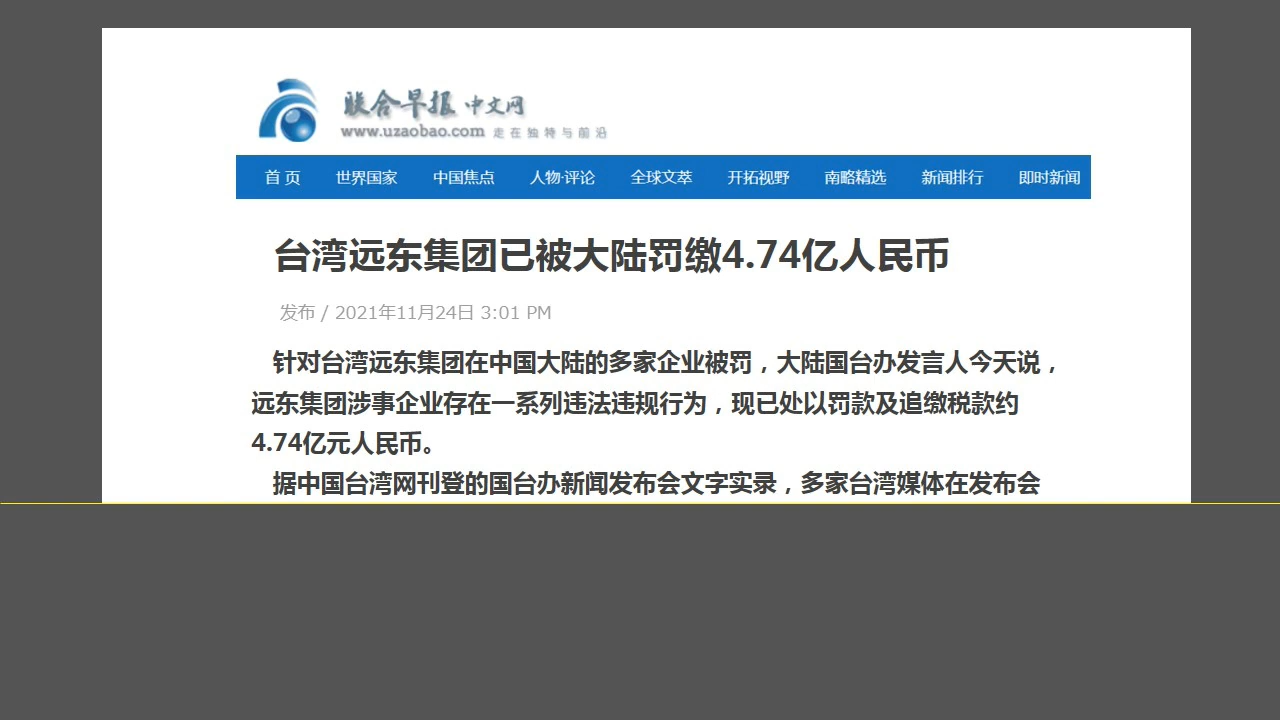 联合早报 中文网
www.uzaobao.com 走在独特与前沿
首 页 世界国家 中国焦点 人物·评论 全球文萃 开拓视野 南略精选 新闻排行 即时新闻
台湾远东集团已被大陆罚缴4.74亿人民币
发布 / 2021年11月24日 3:01 PM
针对台湾远东集团在中国大陆的多家企业被罚，大陆国台办发言人今天说，
远东集团涉事企业存在一系列违法违规行为，现已处以罚款及追缴税款约
4.74亿元人民币。
据中国台湾网刊登的国台办新闻发布会文字实录，多家台湾媒体在发布会